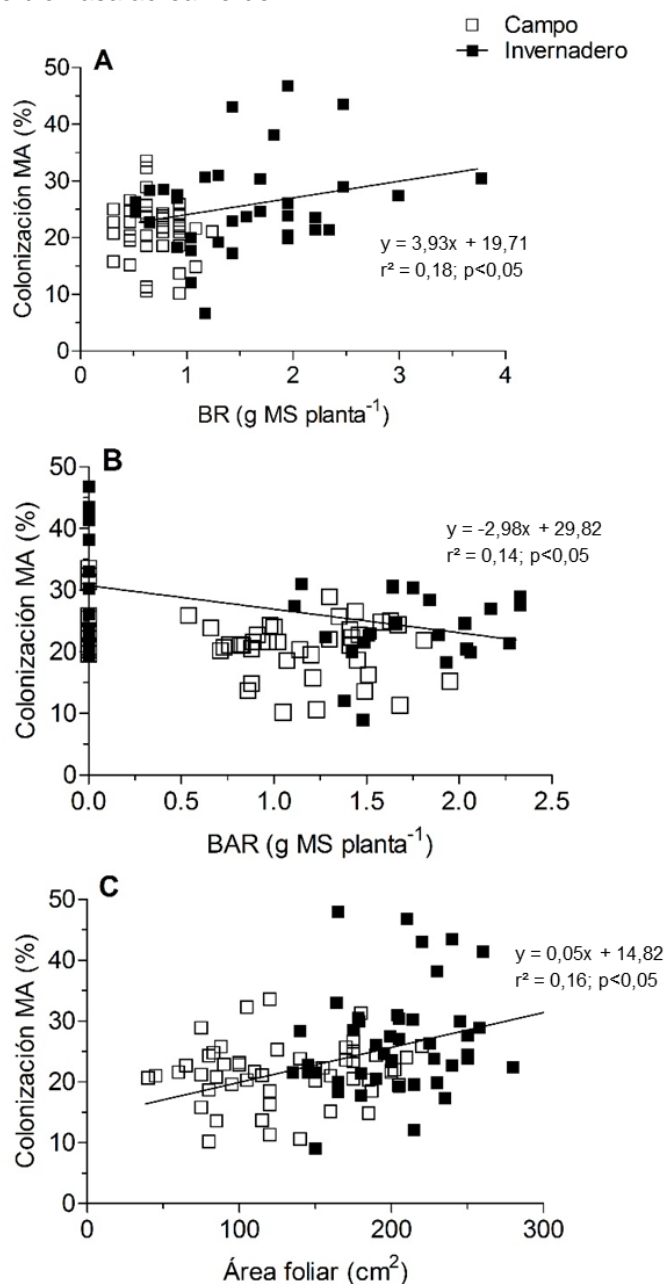 Campo
Invernadero
A
50
40
30
20
10
0
Colonización MA (%)
y = 3,93x + 19,71
r² = 0,18; p<0,05
0 1 2 3 4
BR (g MS planta⁻¹)
B
50
40
30
20
10
0
Colonización MA (%)
y = -2,98x + 29,82
r² = 0,14; p<0,05
0.0 0.5 1.0 1.5 2.0 2.5
BAR (g MS planta⁻¹)
C
50
40
30
20
10
0
Colonización MA (%)
y = 0,05x + 14,82
r² = 0,16; p<0,05
0 100 200 300
Área foliar (cm²)